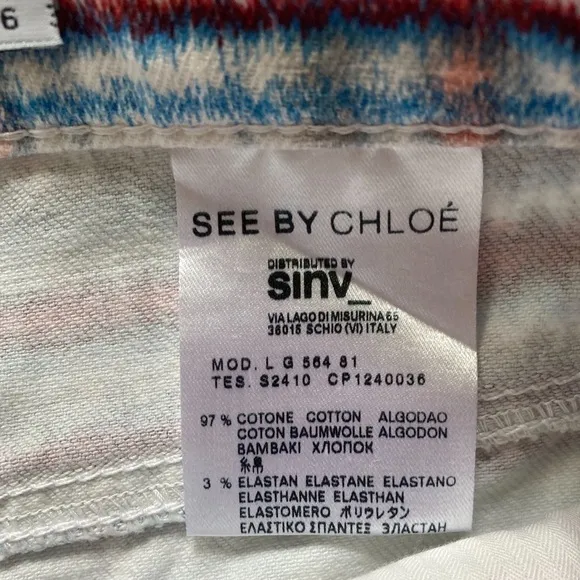 6
SEE BY CHLOÉ
DISTRIBUTED BY
sinv_
VIA LAGO DI MISURINA 65
36015 SCHIO (VI) ITALY
MOD. L G 564 81
TES. S2410 CP1240036
97 % COTONE COTTON ALGODAO
COTON BAUMWOLLE ALGODON
BAMBAKI ХЛОПОК
綿
3 % ELASTAN ELASTANE ELASTANO
ELASTHANNE ELASTHAN
ELASTOMERO ポリウレタン
ΕΛΑΣΤΙΚΟ ΣΠΑΝΤΕΞ ЭЛАСТАН